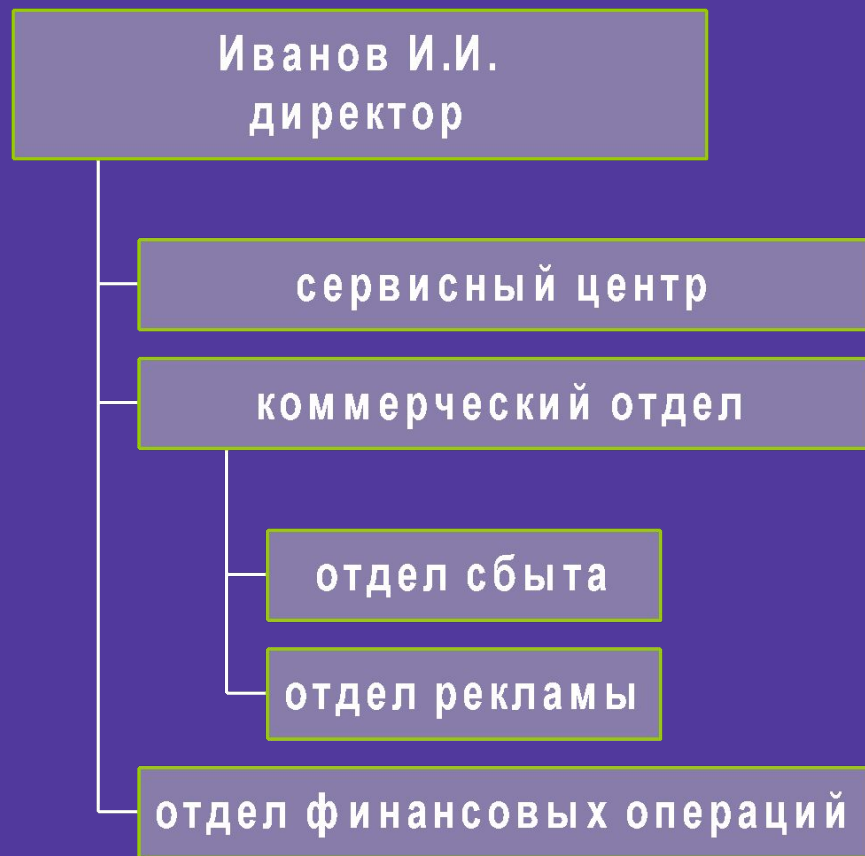 Иванов И.И.
директор
сервисный центр
коммерческий отдел
отдел сбыта
отдел рекламы
отдел финансовых операций